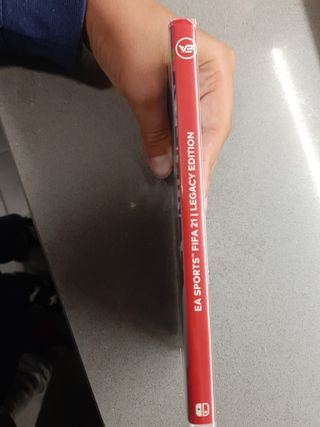 EA SPORTS™ FIFA 21 | LEGACY EDITION